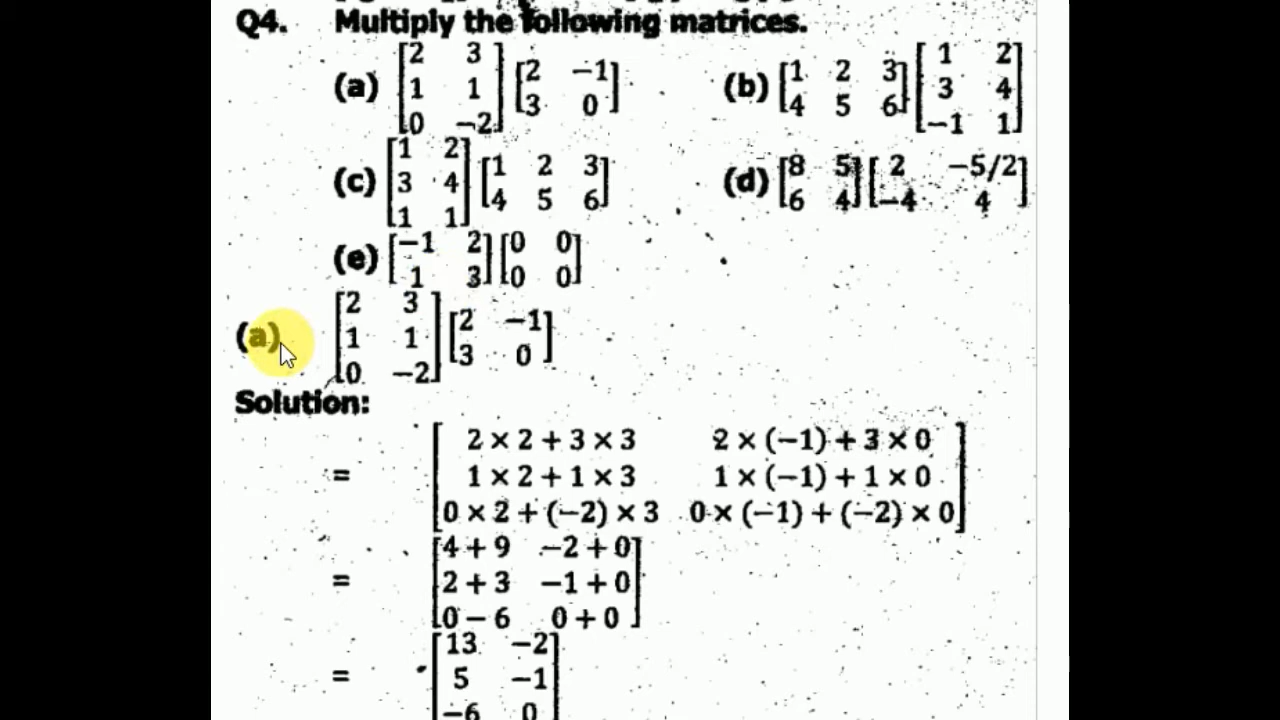 Q4. Multiply the following matrices.
(a) [2 3; 1 1; 0 −2] [2 −1; 3 0] (b) [1 2 3; 4 5 6] [1 2; 3 4; −1 1]
(c) [1 2; 3 4; 1 1] [1 2 3; 4 5 6] (d) [8 5; 6 4] [2 −5/2; −4 4]
(e) [−1 2; 1 3] [0 0; 0 0]
(a) [2 3; 1 1; 0 −2] [2 −1; 3 0]
Solution:
= [2 × 2 + 3 × 3 2 × (−1) + 3 × 0; 1 × 2 + 1 × 3 1 × (−1) + 1 × 0; 0 × 2 + (−2) × 3 0 × (−1) + (−2) × 0]
= [4 + 9 −2 + 0; 2 + 3 −1 + 0; 0 − 6 0 + 0]
= [13 −2; 5 −1; −6 0]